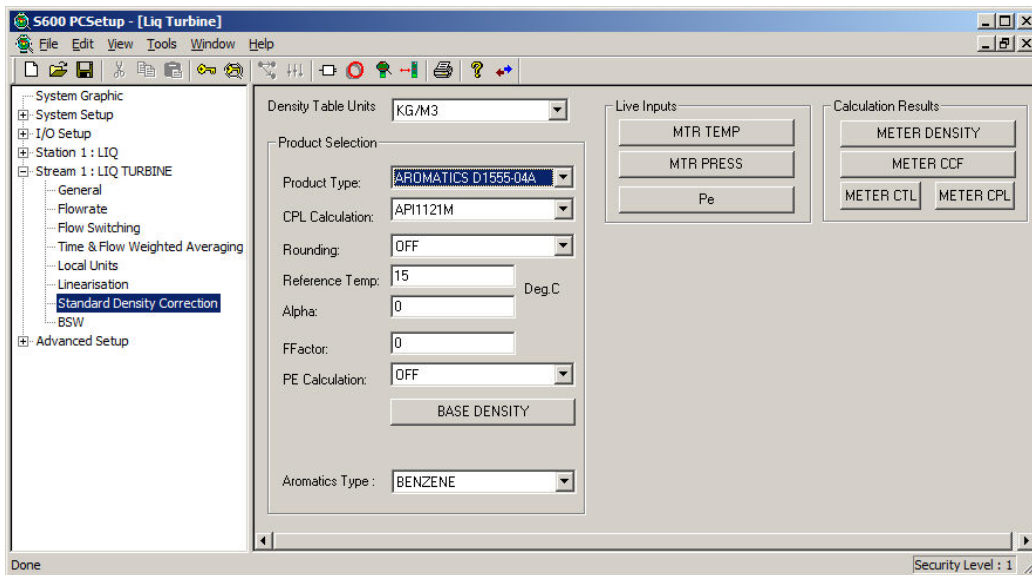 S600 PCSetup - [Liq Turbine]
File Edit View Tools Window Help
System Graphic
System Setup
I/O Setup
Station 1 : LIQ
Stream 1 : LIQ TURBINE
General
Flowrate
Flow Switching
Time & Flow Weighted Averaging
Local Units
Linearisation
Standard Density Correction
BSW
Advanced Setup
Density Table Units KG/M3
Product Selection
Product Type: AROMATICS D1555-04A
CPL Calculation: API1121M
Rounding: OFF
Reference Temp: 15 Deg.C
Alpha: 0
FFactor: 0
PE Calculation: OFF
BASE DENSITY
Aromatics Type : BENZENE
Live Inputs
MTR TEMP
MTR PRESS
Pe
Calculation Results
METER DENSITY
METER CCF
METER CTL METER CPL
Done Security Level : 1